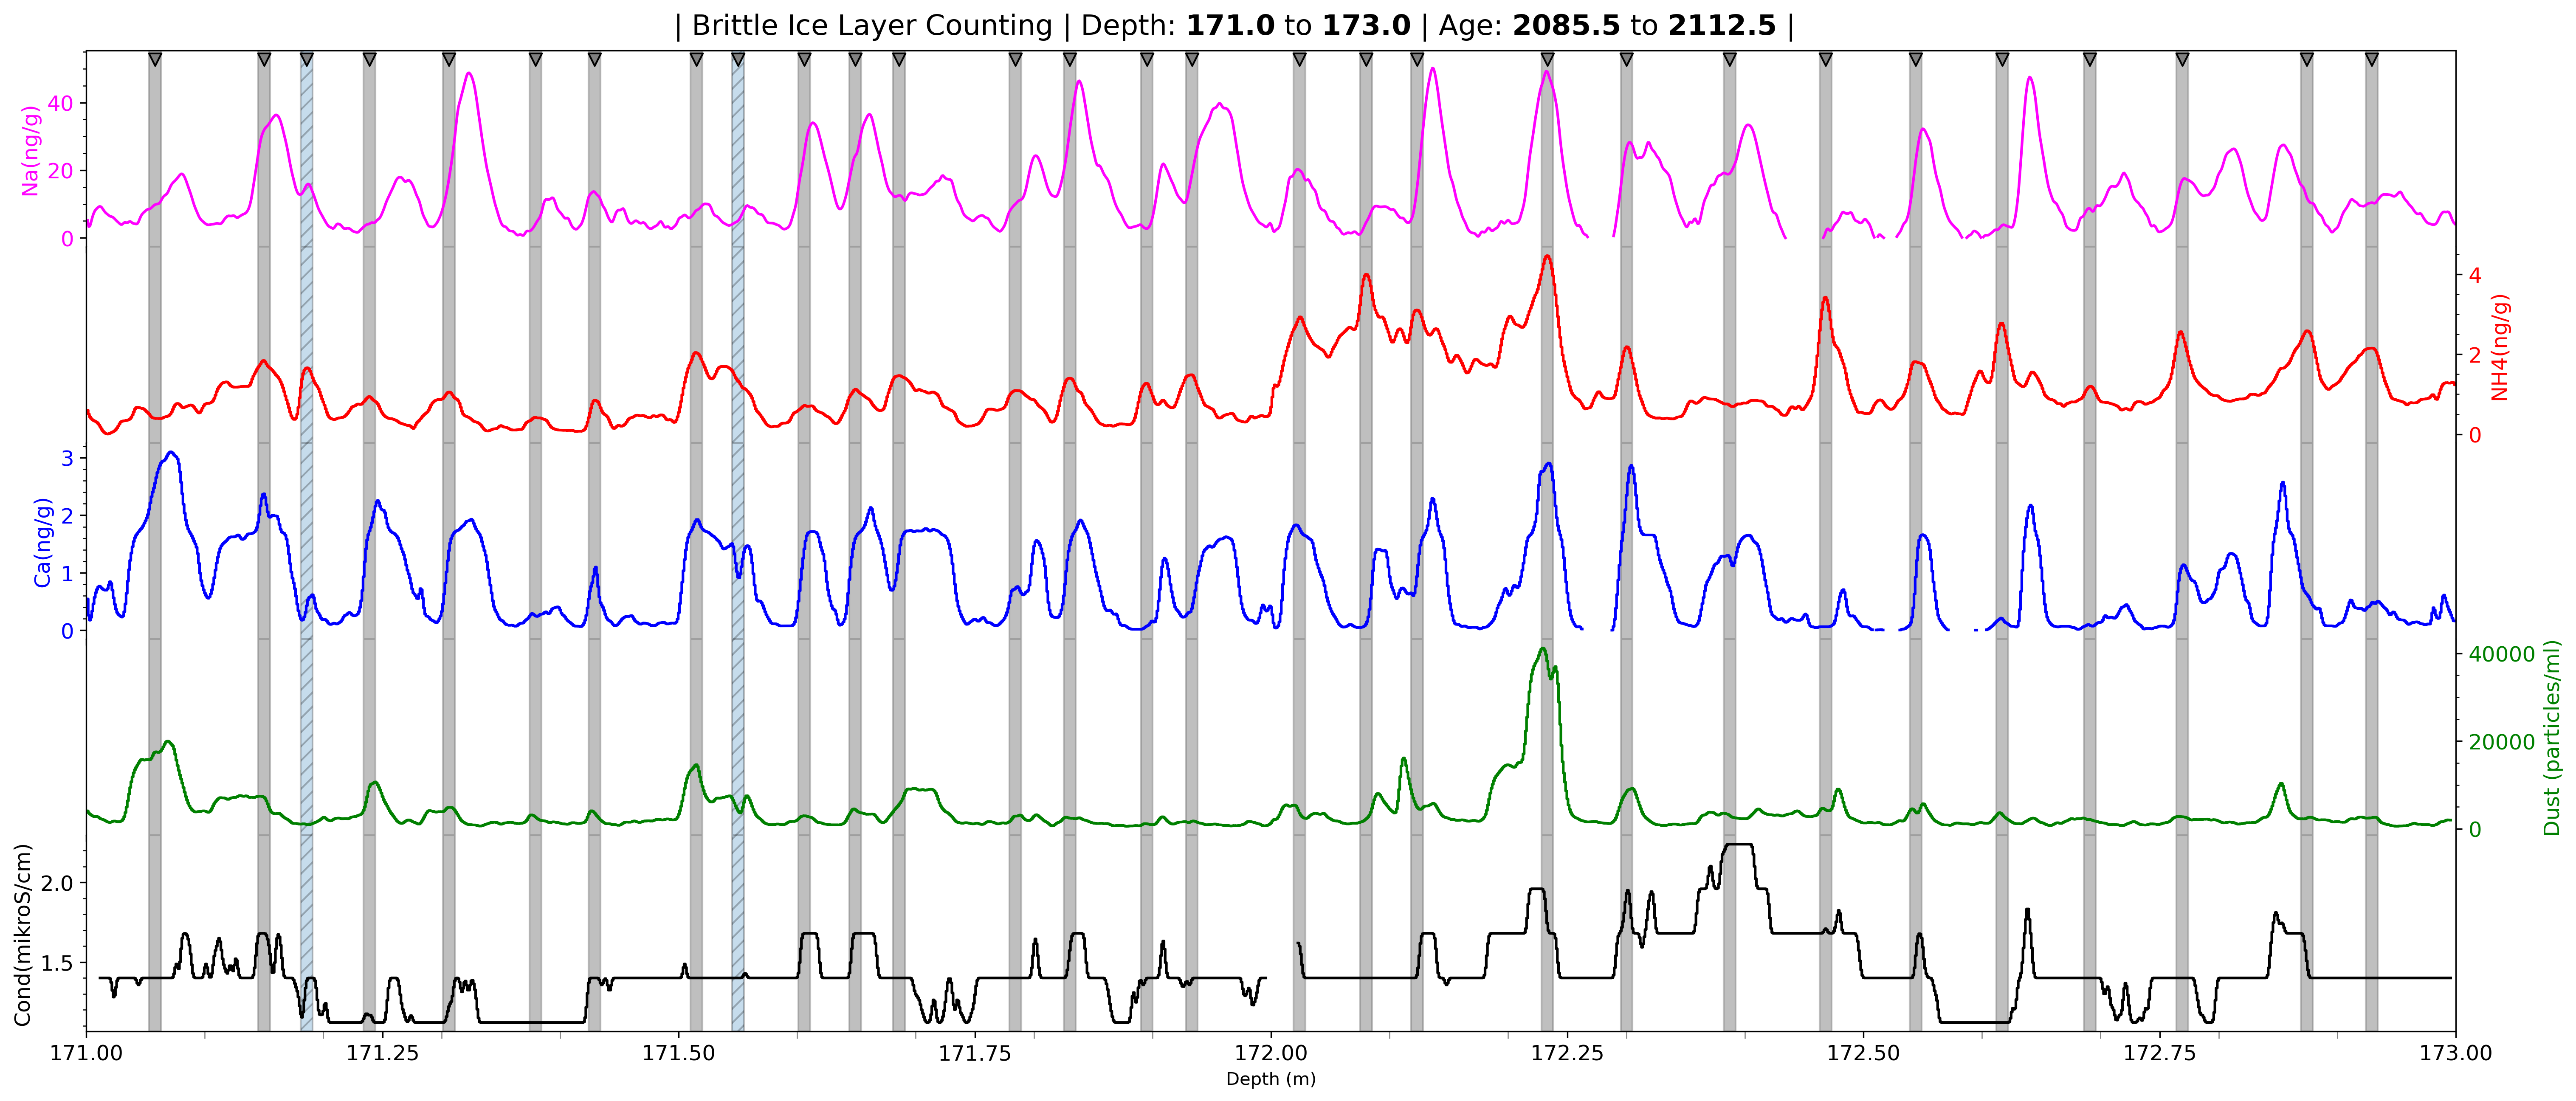 | Brittle Ice Layer Counting | Depth: 171.0 to 173.0 | Age: 2085.5 to 2112.5 |
Na(ng/g)
40
20
0
NH4(ng/g)
4
2
0
Ca(ng/g)
3
2
1
0
Dust (particles/ml)
40000
20000
0
Cond(mikroS/cm)
2.0
1.5
171.00 171.25 171.50 171.75 172.00 172.25 172.50 172.75 173.00
Depth (m)